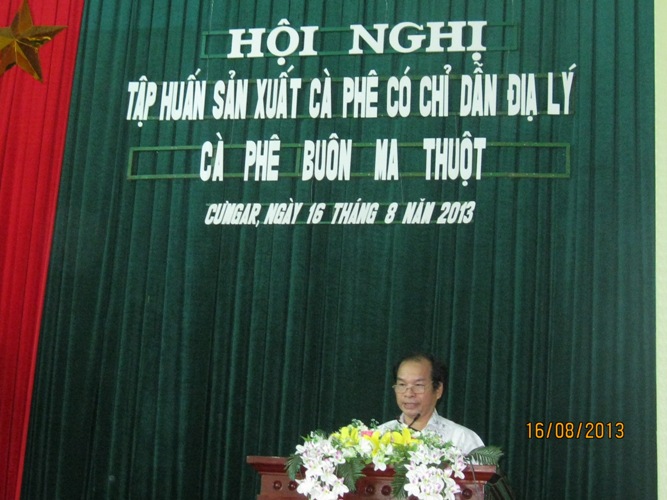 HỘI NGHỊ
TẬP HUẤN SẢN XUẤT CÀ PHÊ CÓ CHỈ DẪN ĐỊA LÝ
CÀ PHÊ BUÔN MA THUỘT
CƯMGAR, NGÀY 16 THÁNG 8 NĂM 2013
16/08/2013